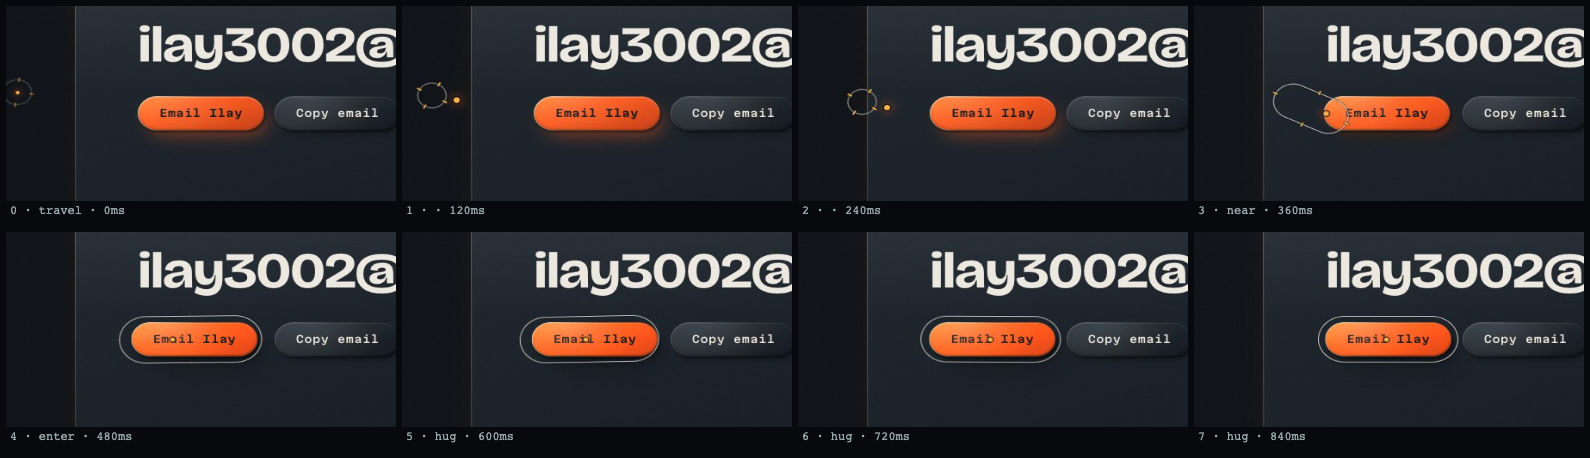 ilay3002@ ilay3002@ ilay3002@ ilay3002@
Email Ilay Copy email Email Ilay Copy email Email Ilay Copy email Email Ilay Copy email
0 · travel · 0ms 1 · · 120ms 2 · · 240ms 3 · near · 360ms
ilay3002@ ilay3002@ ilay3002@ ilay3002@
Email Ilay Copy email Email Ilay Copy email Email Ilay Copy email Email Ilay Copy email
4 · enter · 480ms 5 · hug · 600ms 6 · hug · 720ms 7 · hug · 840ms